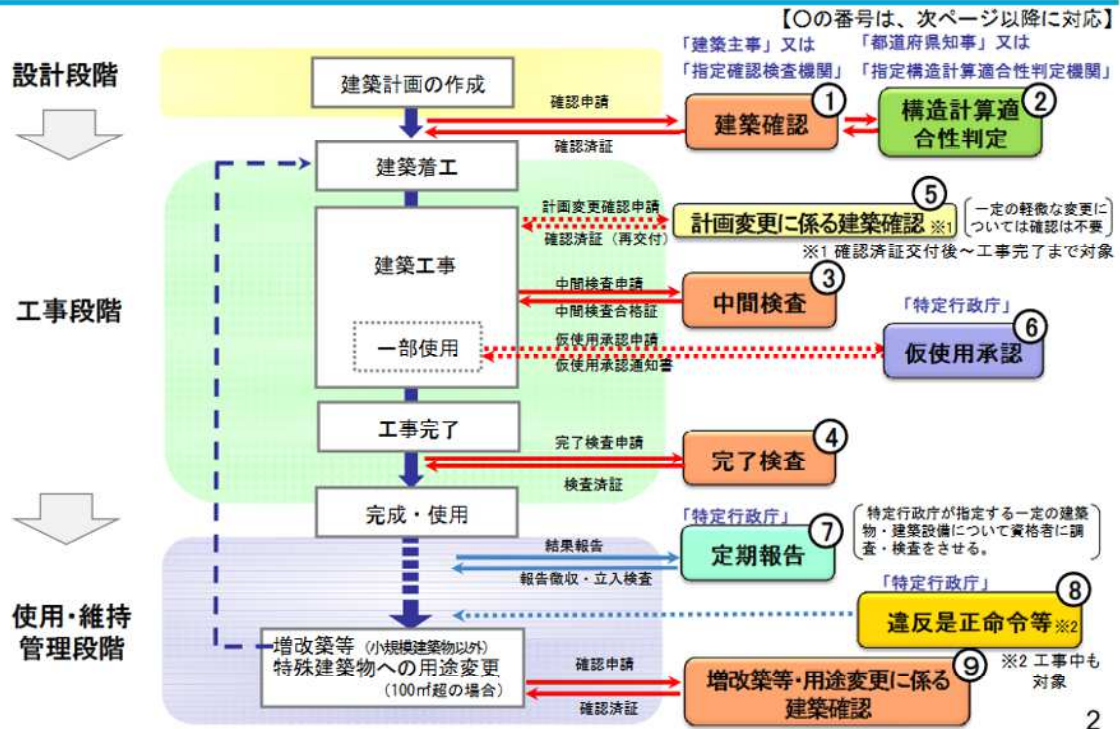 【〇の番号は、次ページ以降に対応】
「建築主事」又は
「指定確認検査機関」
「都道府県知事」又は
「指定構造計算適合性判定機関」
設計段階
建築計画の作成
確認申請
確認済証
建築確認
①
構造計算適
合性判定
②
建築着工
工事段階
建築工事
計画変更確認申請
確認済証（再交付）
計画変更に係る建築確認 ※1
⑤
一定の軽微な変更に
ついては確認は不要
※1 確認済証交付後～工事完了まで対象
中間検査申請
中間検査合格証
中間検査
③
一部使用
仮使用承認申請
仮使用承認通知書
「特定行政庁」
仮使用承認
⑥
工事完了
完了検査申請
検査済証
完了検査
④
完成・使用
使用・維持
管理段階
結果報告
報告徴収・立入検査
「特定行政庁」
定期報告
⑦
特定行政庁が指定する一定の建築
物・建築設備について資格者に調
査・検査をさせる。
「特定行政庁」
違反是正命令等※2
⑧
※2 工事中も
対象
増改築等（小規模建築物以外）
特殊建築物への用途変更
（100㎡超の場合）
確認申請
確認済証
増改築等・用途変更に係る
建築確認
⑨
2